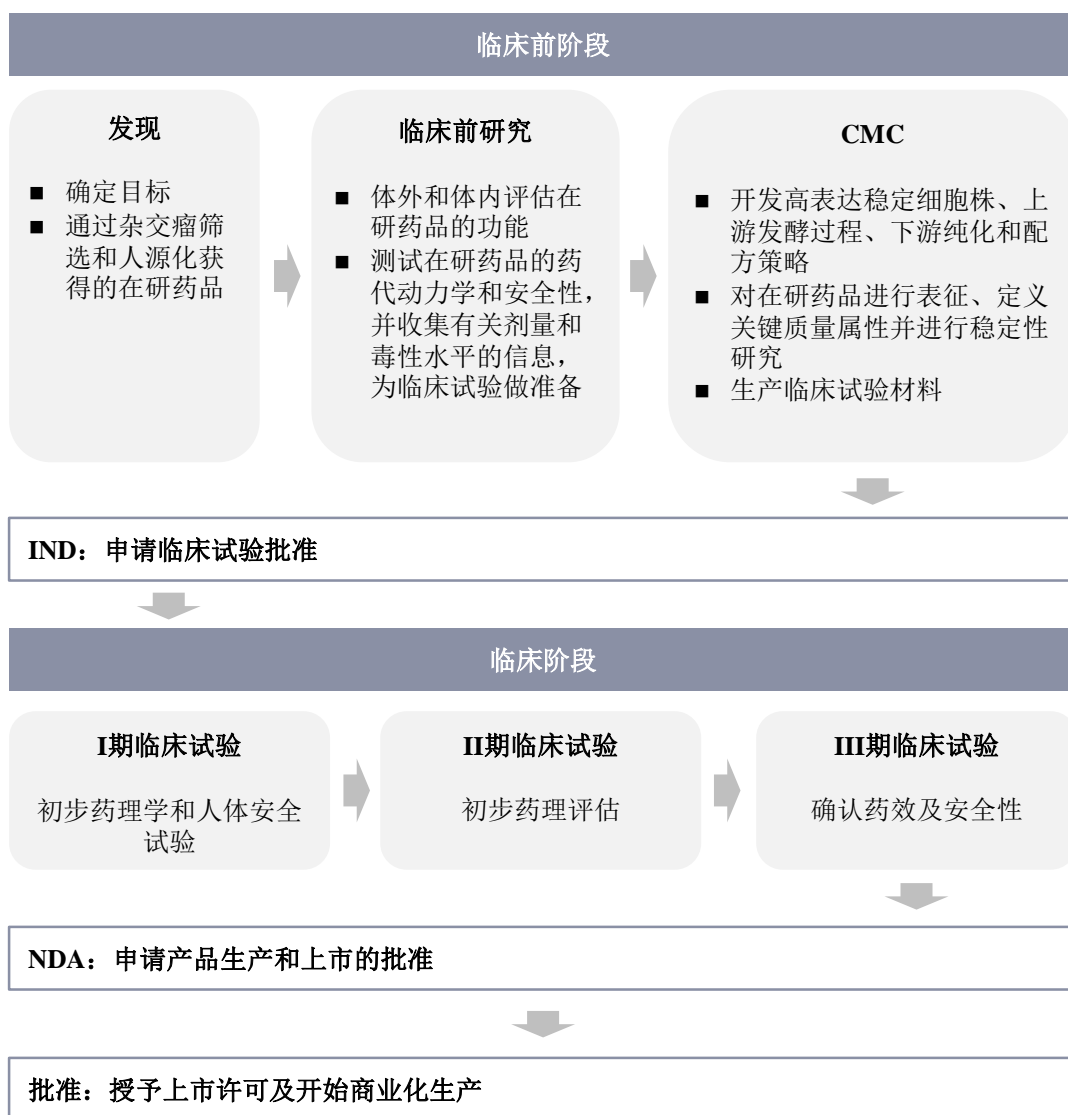 临床前阶段
发现
■ 确定目标
■ 通过杂交瘤筛
选和人源化获
得的在研药品
临床前研究
■ 体外和体内评估在
研药品的功能
■ 测试在研药品的药
代动力学和安全性，
并收集有关剂量和
毒性水平的信息，
为临床试验做准备
CMC
■ 开发高表达稳定细胞株、上
游发酵过程、下游纯化和配
方策略
■ 对在研药品进行表征、定义
关键质量属性并进行稳定性
研究
■ 生产临床试验材料
IND：申请临床试验批准
临床阶段
I期临床试验
初步药理学和人体安全
试验
II期临床试验
初步药理评估
III期临床试验
确认药效及安全性
NDA：申请产品生产和上市的批准
批准：授予上市许可及开始商业化生产